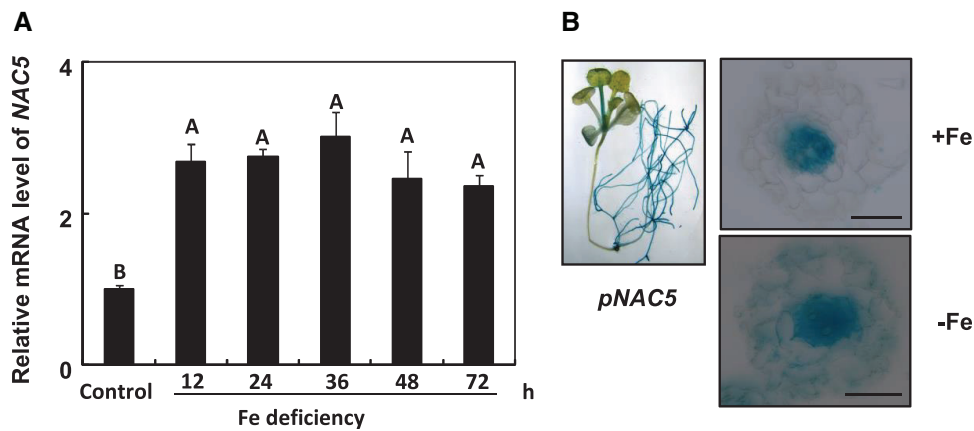 A
Relative mRNA level of NAC5
4
2
0
B
A
A
A
A
A
Control
12 24 36 48 72 h
Fe deficiency
B
pNAC5
+Fe
-Fe